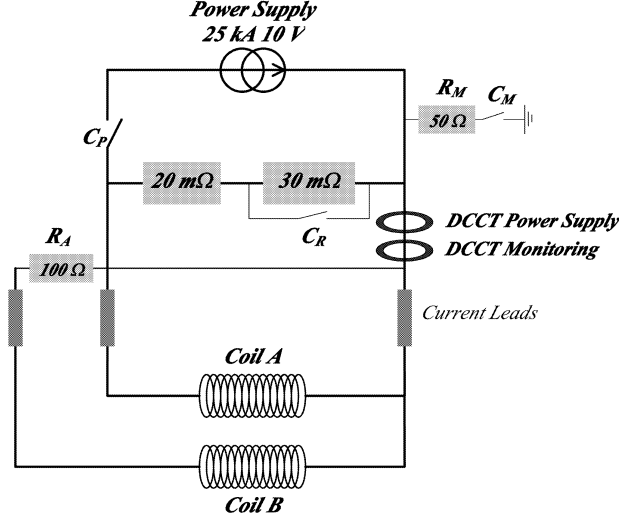 Power Supply
25 kA 10 V
R_M
C_M
50 Ω
C_P
20 mΩ
30 mΩ
C_R
DCCT Power Supply
DCCT Monitoring
R_A
100 Ω
Current Leads
Coil A
Coil B